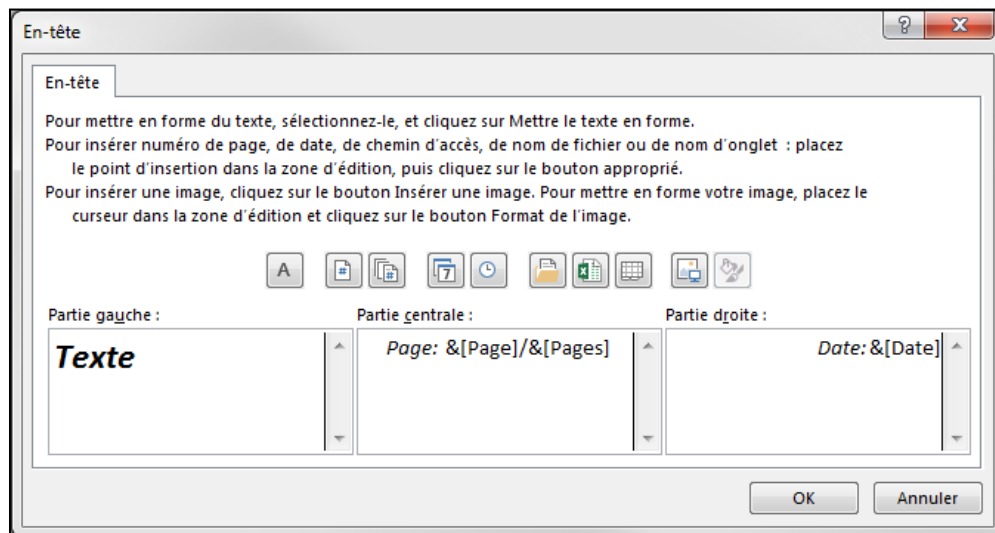 En-tête
En-tête
Pour mettre en forme du texte, sélectionnez-le, et cliquez sur Mettre le texte en forme.
Pour insérer numéro de page, de date, de chemin d'accès, de nom de fichier ou de nom d'onglet : placez
le point d'insertion dans la zone d'édition, puis cliquez sur le bouton approprié.
Pour insérer une image, cliquez sur le bouton Insérer une image. Pour mettre en forme votre image, placez le
curseur dans la zone d'édition et cliquez sur le bouton Format de l'image.
A # # 7
Partie gauche : Partie centrale : Partie droite :
Texte Page: &[Page]/&[Pages] Date: &[Date]
OK Annuler